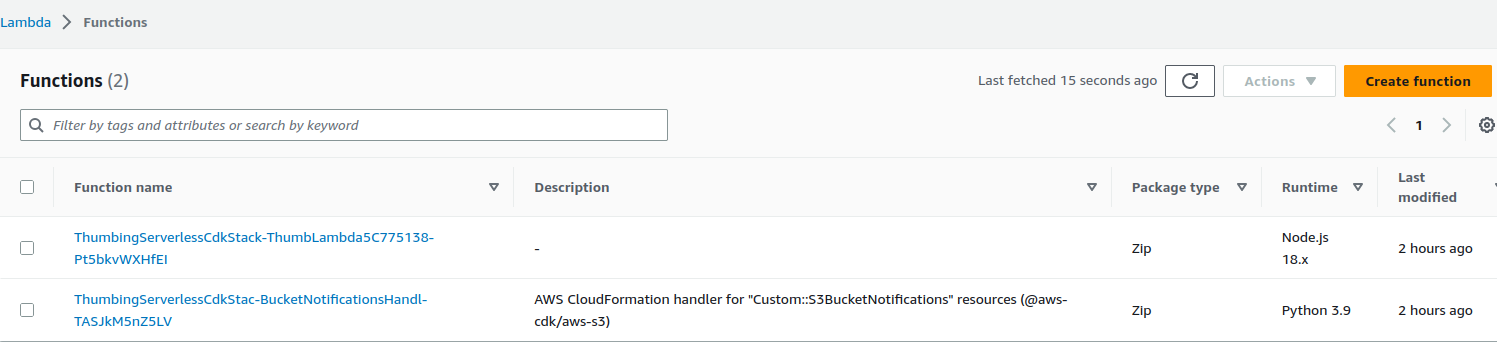 Lambda > Functions
Functions (2)
Last fetched 15 seconds ago
Actions
Create function
Filter by tags and attributes or search by keyword
1
Function name
Description
Package type
Runtime
Last
modified
ThumbingServerlessCdkStack-ThumbLambda5C775138-
Pt5bkvWXHfEI
-
Zip
Node.js
18.x
2 hours ago
ThumbingServerlessCdkStac-BucketNotificationsHandl-
TASJkM5nZ5LV
AWS CloudFormation handler for "Custom::S3BucketNotifications" resources (@aws-
cdk/aws-s3)
Zip
Python 3.9
2 hours ago